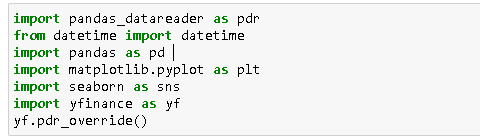 import pandas_datareader as pdr
from datetime import datetime
import pandas as pd
import matplotlib.pyplot as plt
import seaborn as sns
import yfinance as yf
yf.pdr_override()